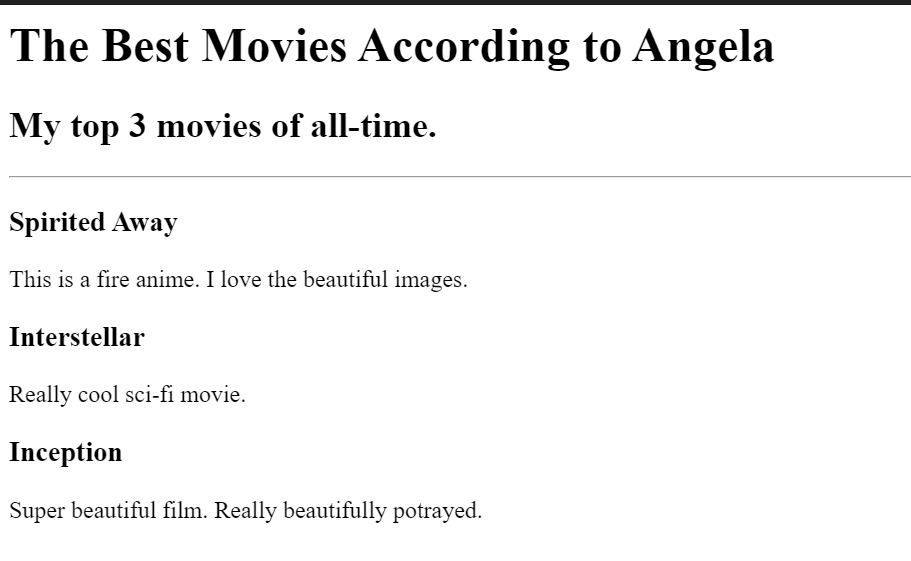 The Best Movies According to Angela
My top 3 movies of all-time.
Spirited Away
This is a fire anime. I love the beautiful images.
Interstellar
Really cool sci-fi movie.
Inception
Super beautiful film. Really beautifully potrayed.